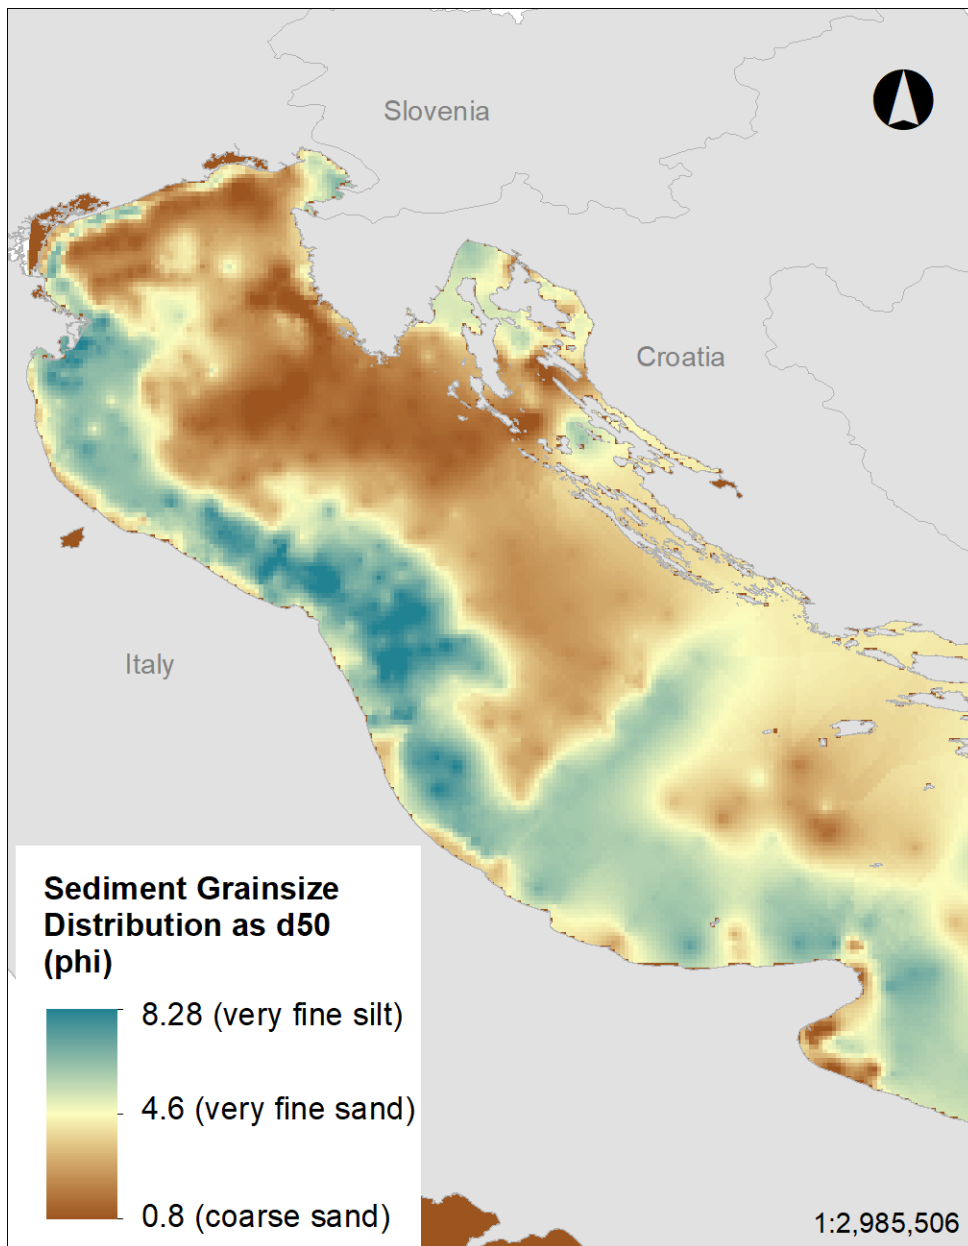 Slovenia
Croatia
Italy
Sediment Grainsize
Distribution as d50
(phi)
8.28 (very fine silt)
4.6 (very fine sand)
0.8 (coarse sand)
1:2,985,506